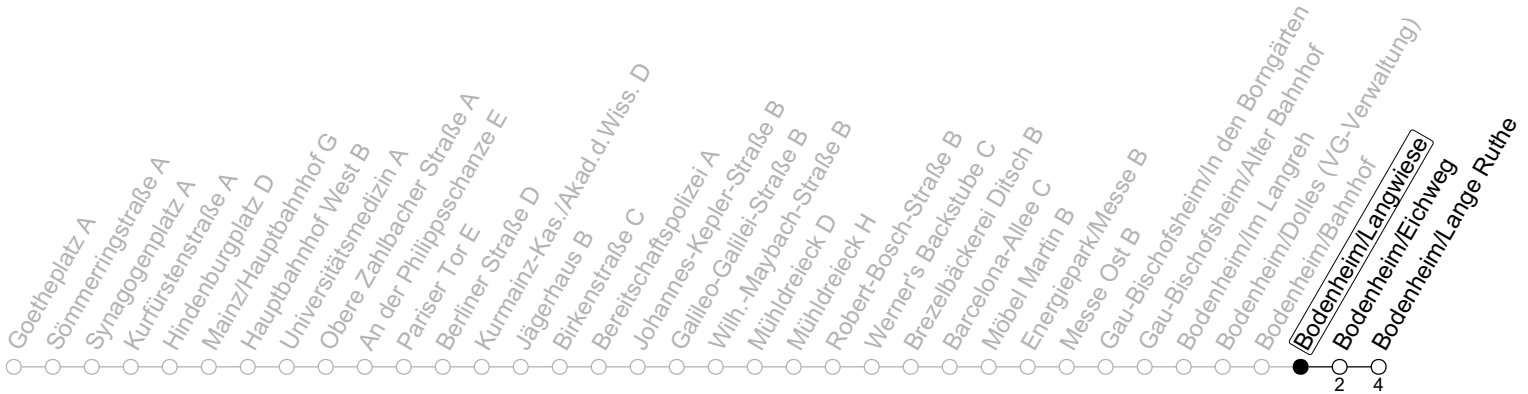 Goetheplatz A
Sömmerringstraße A
Synagogenplatz A
Kurfürstenstraße A
Hindenburgplatz D
Mainz/Hauptbahnhof G
Hauptbahnhof West B
Universitätsmedizin A
Obere Zahlbacher Straße A
An der Philippsschanze E
Pariser Tor E
Berliner Straße D
Kurmainz-Kas./Akad.d.Wiss. D
Jägerhaus B
Birkenstraße C
Bereitschaftspolizei A
Johannes-Kepler-Straße B
Galileo-Galilei-Straße B
Wilh.-Maybach-Straße B
Mühldreieck D
Mühldreieck H
Robert-Bosch-Straße B
Werner's Backstube C
Brezelbäckerei Ditsch B
Barcelona-Allee C
Möbel Martin B
Energiepark/Messe B
Messe Ost B
Gau-Bischofsheim/In den Borngärten
Gau-Bischofsheim/Alter Bahnhof
Bodenheim/Im Langreh
Bodenheim/Dolles (VG-Verwaltung)
Bodenheim/Bahnhof
Bodenheim/Langwiese
Bodenheim/Eichweg
Bodenheim/Lange Ruthe
2 4